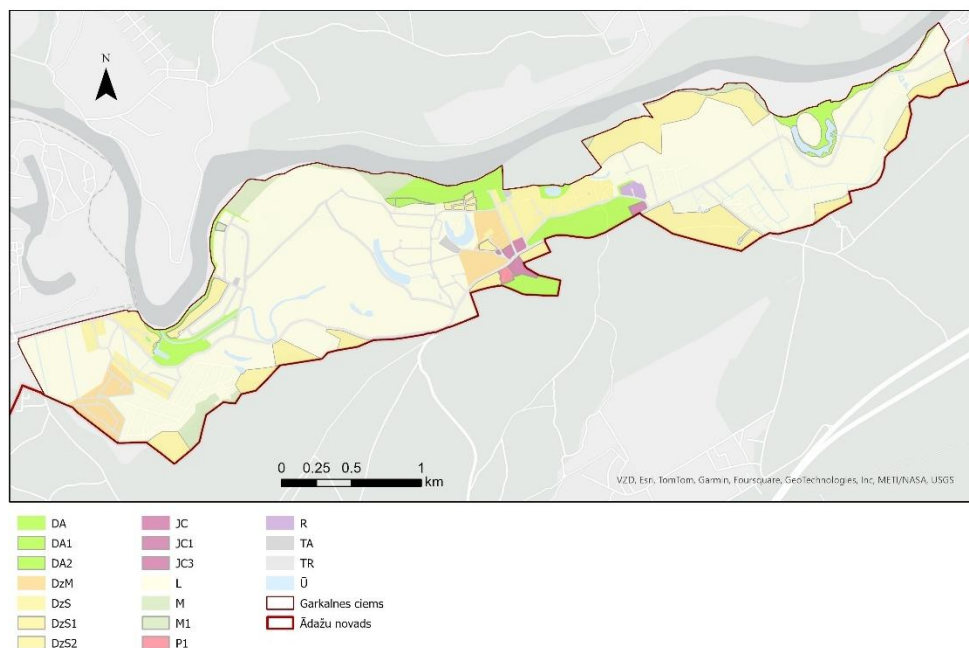 N
0 0.25 0.5 1
km
VZD, Esri, TomTom, Garmin, Foursquare, GeoTechnologies, Inc, METI/NASA, USGS
DA JC R
DA1 JC1 TA
DA2 JC3 TR
DzM L Ū
DzS M Garkalnes ciems
DzS1 M1 Ādažu novads
DzS2 P1